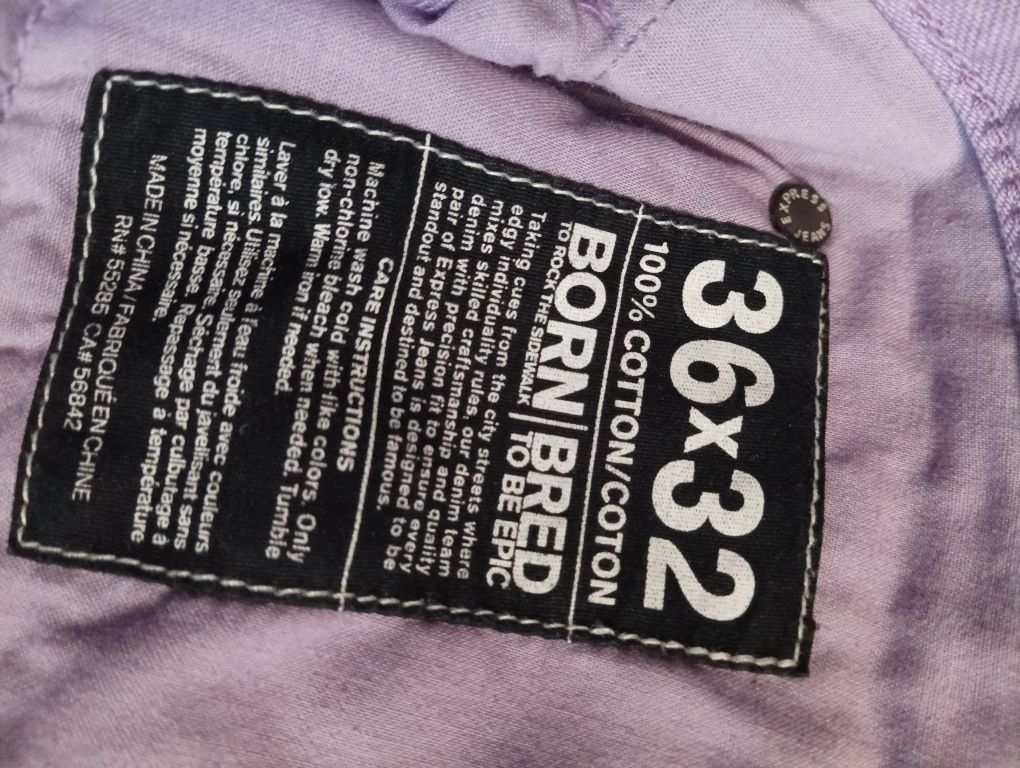 36x32
100% COTTON/COTON
BORN | BRED
TO ROCK THE SIDEWALK | TO BE EPIC
Taking cues from the city streets where
edgy individuality rules, our denim team
mixes skilled craftsmanship and quality
denim with precision fit to ensure every
pair of Express Jeans is designed to be
standout and destined to be famous.
CARE INSTRUCTIONS
Machine wash cold with like colors. Only
non-chlorine bleach when needed. Tumble
dry low. Warm iron if needed.
Laver à la machine à l'eau froide avec couleurs
similaires. Utilisez seulement du javelisant sans
chlore, si nécessaire. Séchage par culbutage à
température basse. Repassage à température
moyenne si nécessaire.
MADE IN CHINA / FABRIQUÉ EN CHINE
RN# 55285 CA# 56842
EXPRESS
JEANS